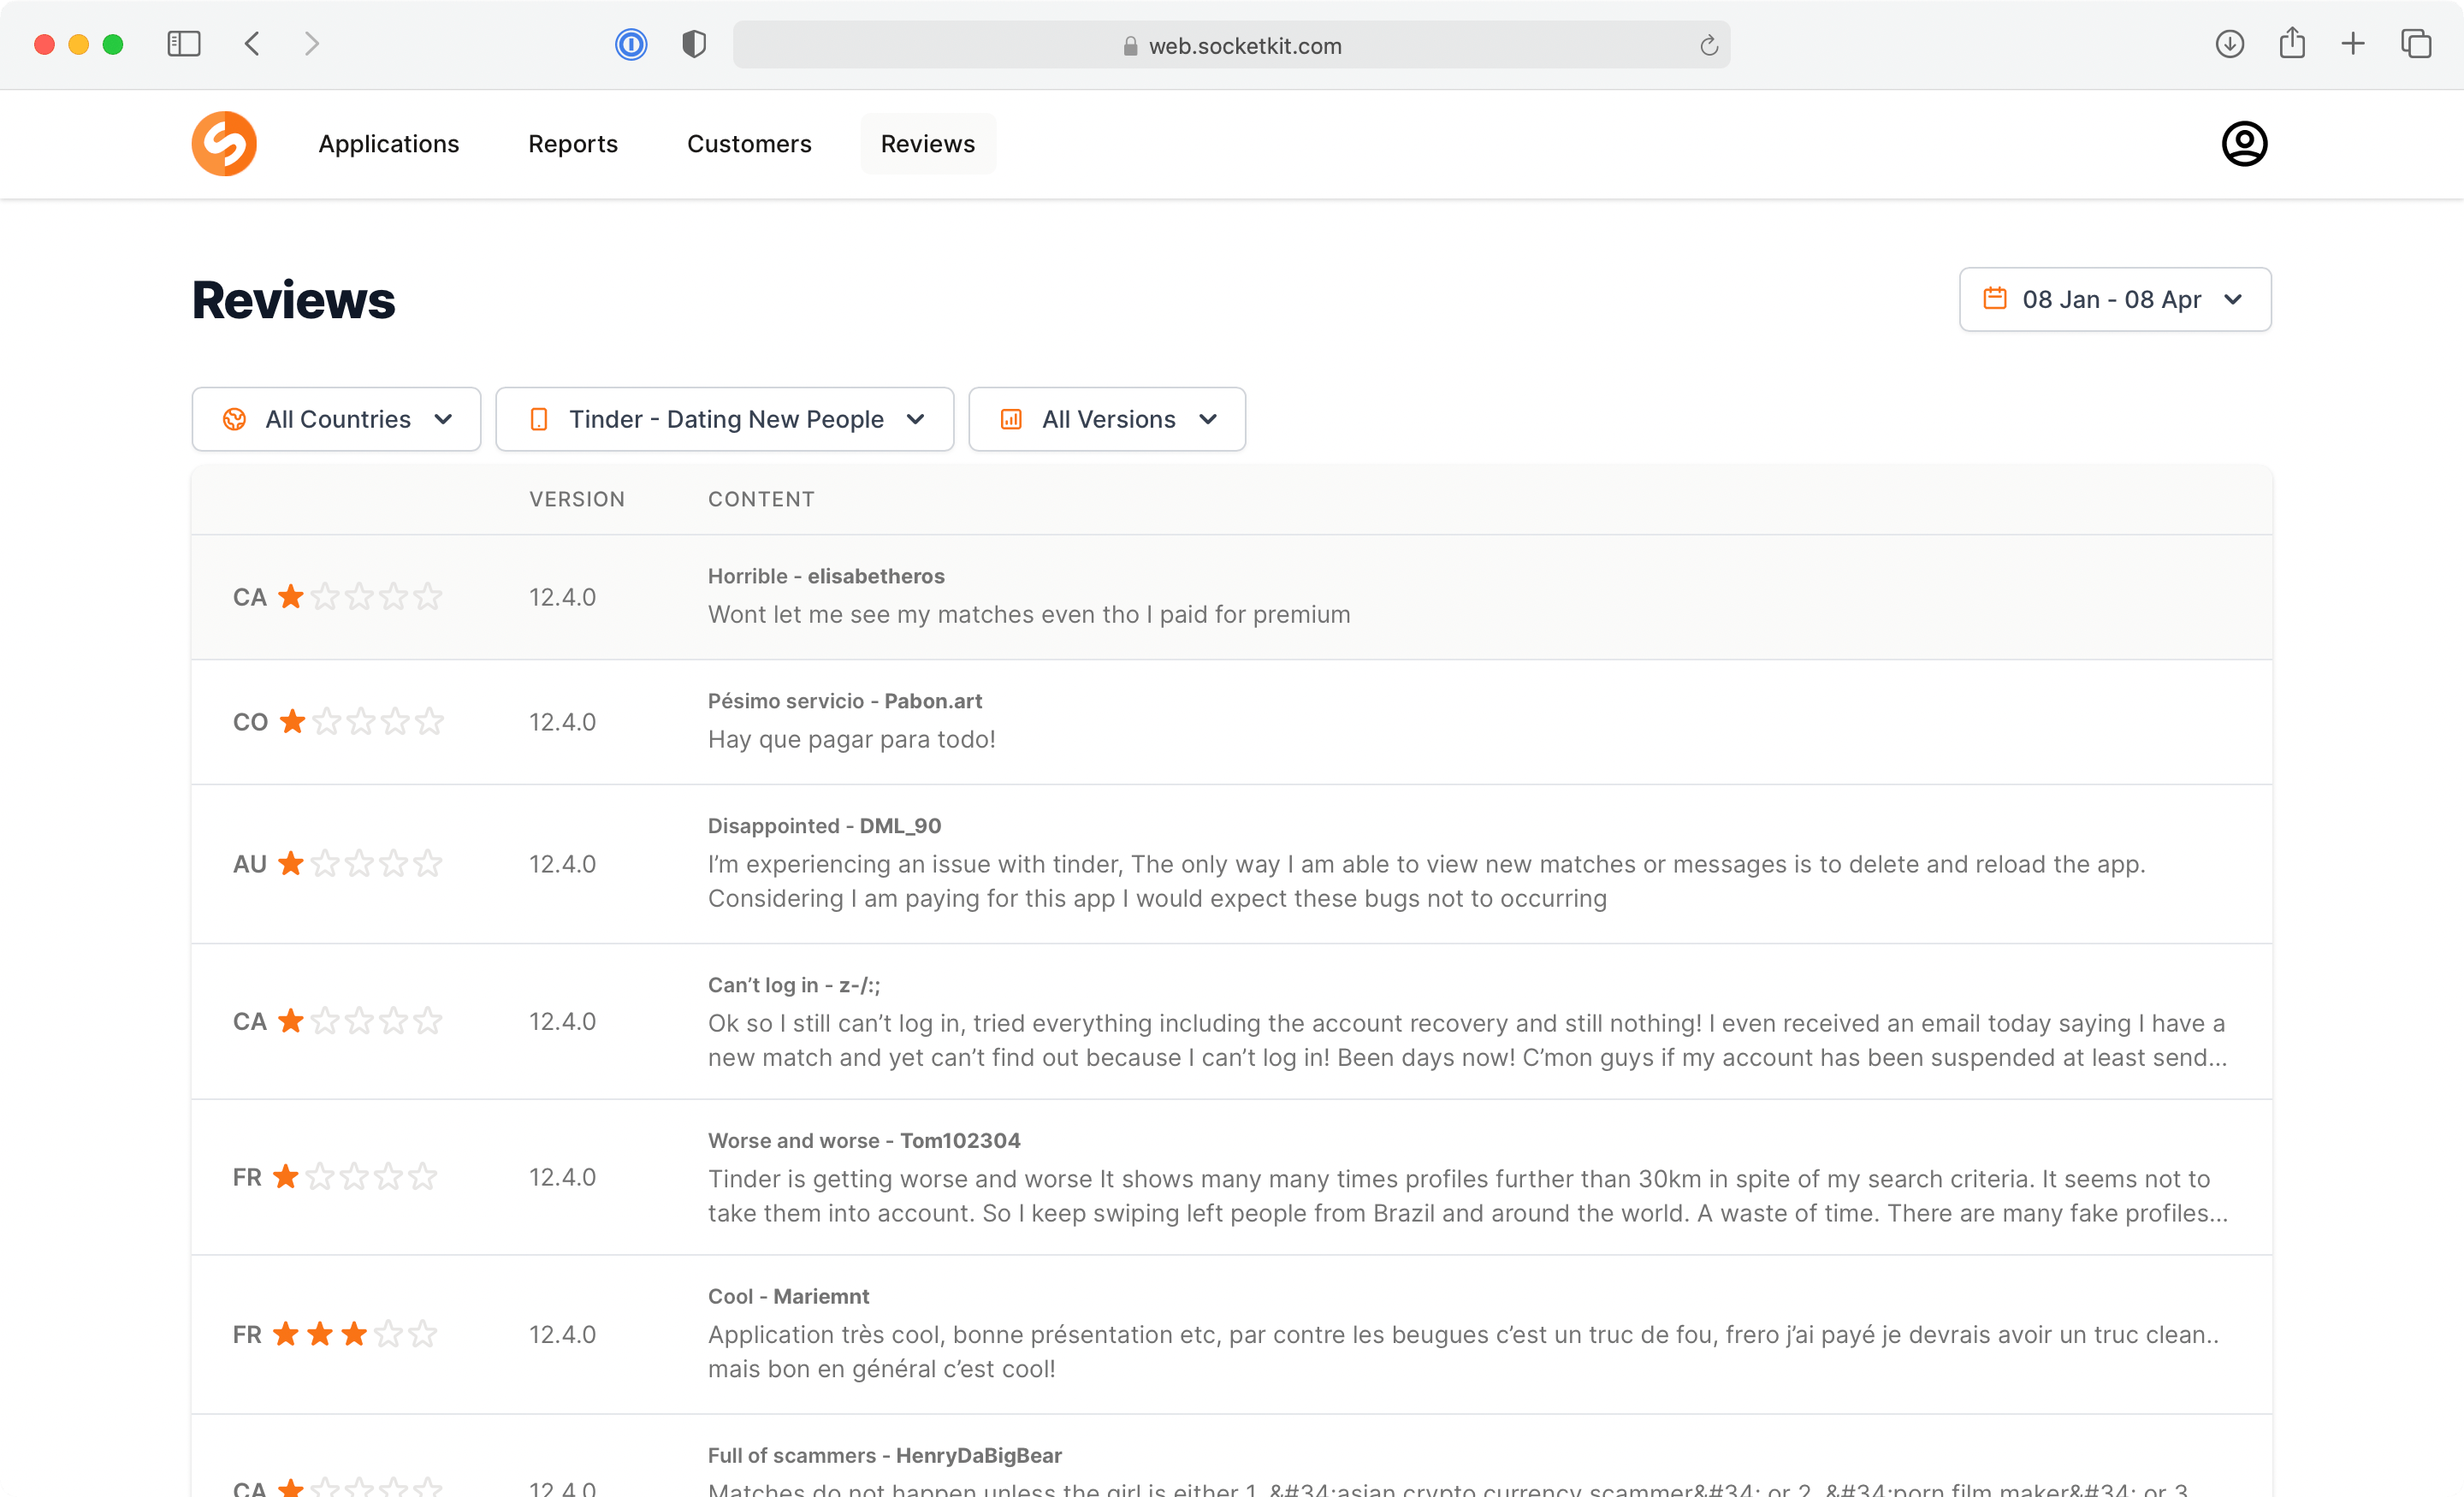 web.socketkit.com
Applications Reports Customers Reviews
Reviews
08 Jan - 08 Apr
All Countries Tinder - Dating New People All Versions
VERSION CONTENT
Horrible - elisabetheros
CA 12.4.0
Wont let me see my matches even tho I paid for premium
Pésimo servicio - Pabon.art
CO 12.4.0
Hay que pagar para todo!
Disappointed - DML_90
AU 12.4.0
I’m experiencing an issue with tinder, The only way I am able to view new matches or messages is to delete and reload the app.
Considering I am paying for this app I would expect these bugs not to occurring
Can’t log in - z-/:;
CA 12.4.0
Ok so I still can’t log in, tried everything including the account recovery and still nothing! I even received an email today saying I have a
new match and yet can’t find out because I can’t log in! Been days now! C’mon guys if my account has been suspended at least send...
Worse and worse - Tom102304
FR 12.4.0
Tinder is getting worse and worse It shows many many times profiles further than 30km in spite of my search criteria. It seems not to
take them into account. So I keep swiping left people from Brazil and around the world. A waste of time. There are many fake profiles...
Cool - Mariemnt
FR 12.4.0
Application très cool, bonne présentation etc, par contre les beugues c’est un truc de fou, frero j’ai payé je devrais avoir un truc clean..
mais bon en général c’est cool!
Full of scammers - HenryDaBigBear
CA 12.4.0
Matches do not happen unless the girl is either 1. &#34;asian crypto currency scammer&#34; or 2. &#34;porn film maker&#34; or 3.